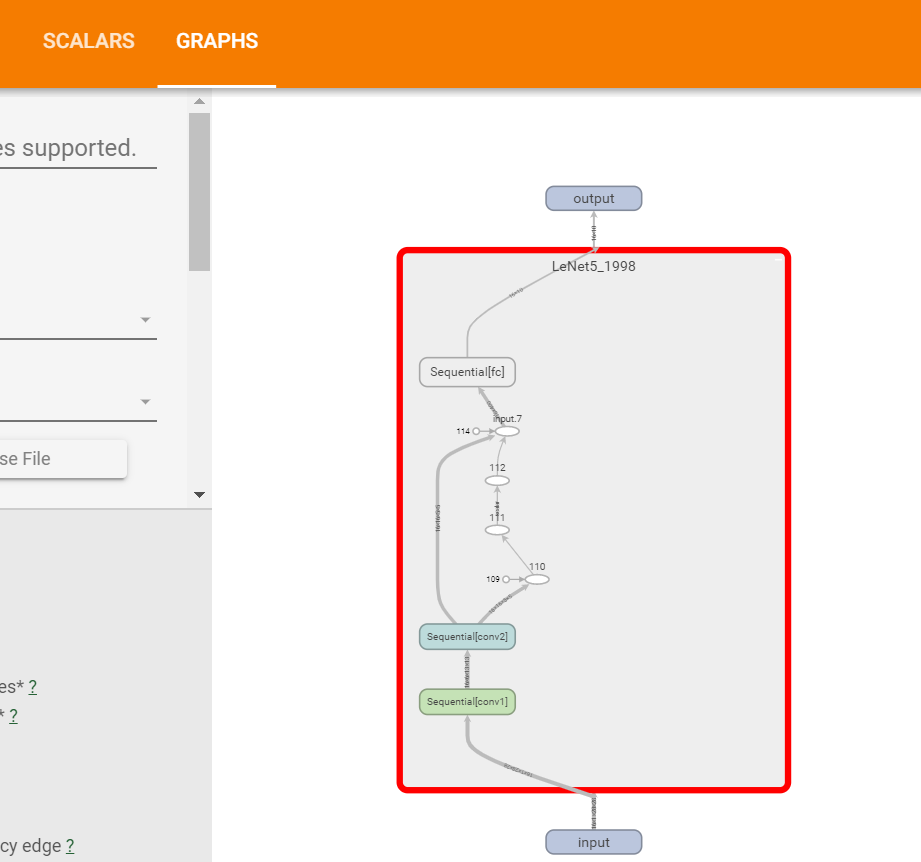 SCALARS GRAPHS
es supported.
se File
es* ?
* ?
cy edge ?
output
LeNet5_1998
Sequential[fc]
input.7
114
112
111
110
109
Sequential[conv2]
Sequential[conv1]
input